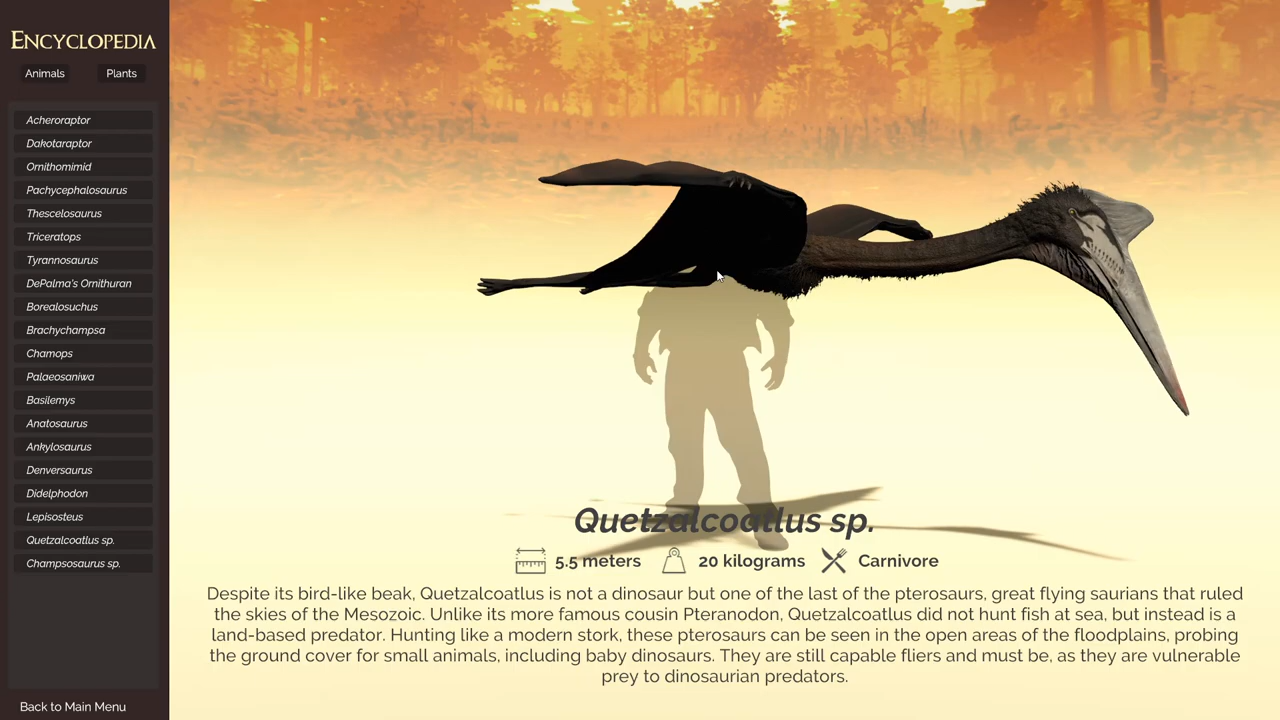 ENCYCLOPEDIA
Animals Plants
Acheroraptor
Dakotaraptor
Ornithomimid
Pachycephalosaurus
Thescelosaurus
Triceratops
Tyrannosaurus
DePalma's Ornithuran
Borealosuchus
Brachychampsa
Chamops
Palaeosaniwa
Basilemys
Anatosaurus
Ankylosaurus
Denversaurus
Didelphodon
Lepisosteus
Quetzalcoatlus sp.
Champsosaurus sp.
Back to Main Menu
Quetzalcoatlus sp.
5.5 meters 20 kilograms Carnivore
Despite its bird-like beak, Quetzalcoatlus is not a dinosaur but one of the last of the pterosaurs, great flying saurians that ruled
the skies of the Mesozoic. Unlike its more famous cousin Pteranodon, Quetzalcoatlus did not hunt fish at sea, but instead is a
land-based predator. Hunting like a modern stork, these pterosaurs can be seen in the open areas of the floodplains, probing
the ground cover for small animals, including baby dinosaurs. They are still capable fliers and must be, as they are vulnerable
prey to dinosaurian predators.